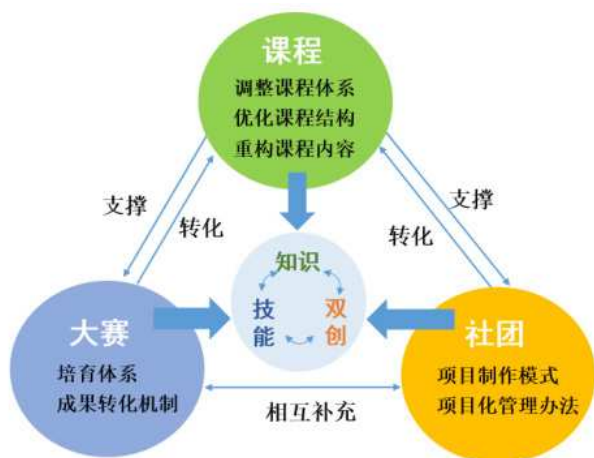 课程
调整课程体系
优化课程结构
重构课程内容
支撑
转化
支撑
转化
知识
技能
双创
大赛
培育体系
成果转化机制
社团
项目制作模式
项目化管理办法
相互补充